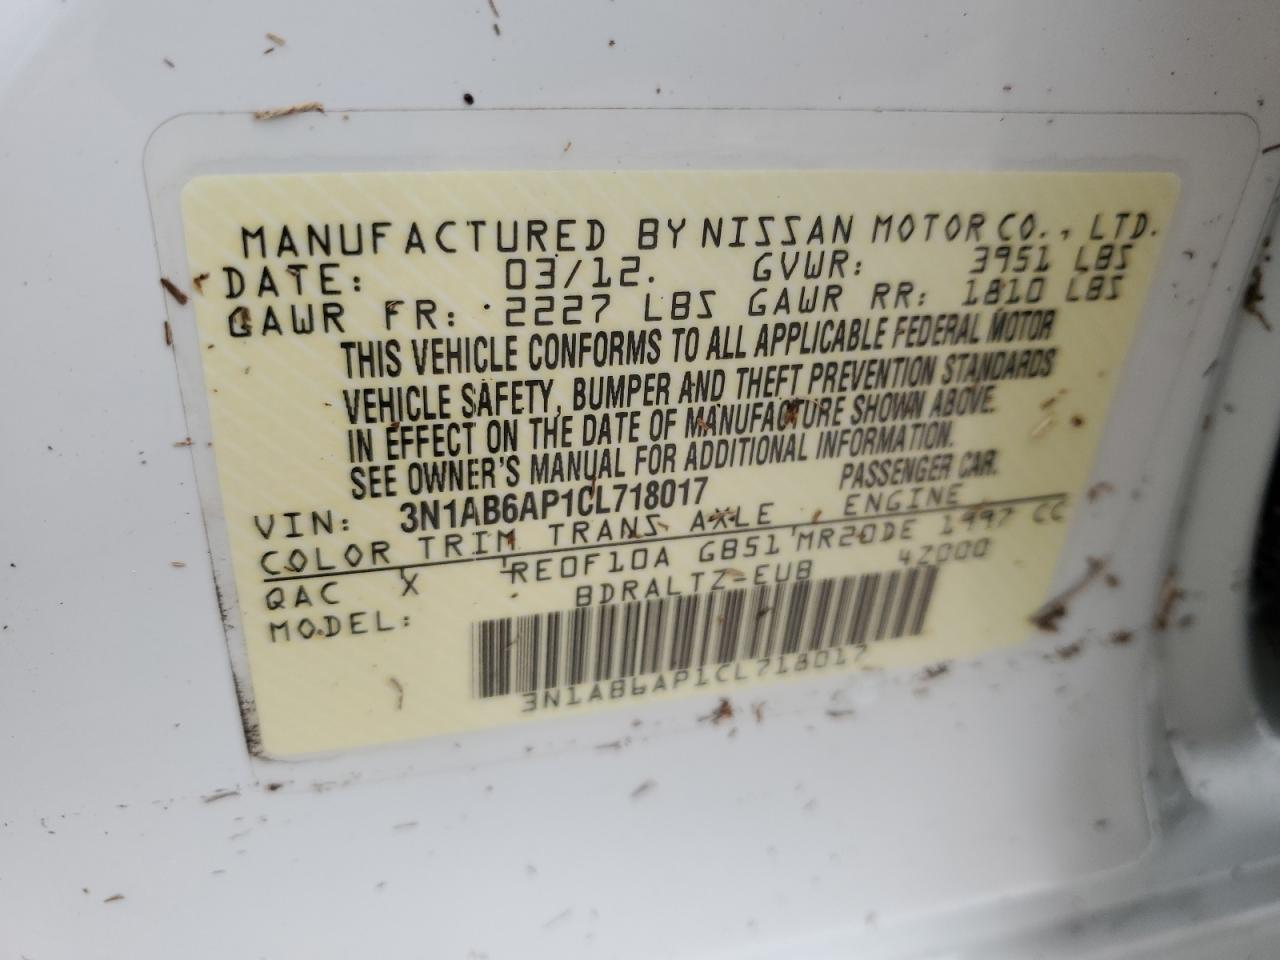 MANUFACTURED BY NISSAN MOTOR CO., LTD.
DATE: 03/12. GVWR: 3951 LBS
GAWR FR: 2227 LBS GAWR RR: 1810 LBS
THIS VEHICLE CONFORMS TO ALL APPLICABLE FEDERAL MOTOR
VEHICLE SAFETY, BUMPER AND THEFT PREVENTION STANDARDS
IN EFFECT ON THE DATE OF MANUFACTURE SHOWN ABOVE.
SEE OWNER'S MANUAL FOR ADDITIONAL INFORMATION.
VIN: 3N1AB6AP1CL718017 PASSENGER CAR.
COLOR TRIM TRANS AXLE ENGINE
QAC X RE0F10A GB51 MR20DE 1997 CC
MODEL: BDRALTZ-EUB 4Z000
3N1AB6AP1CL718017